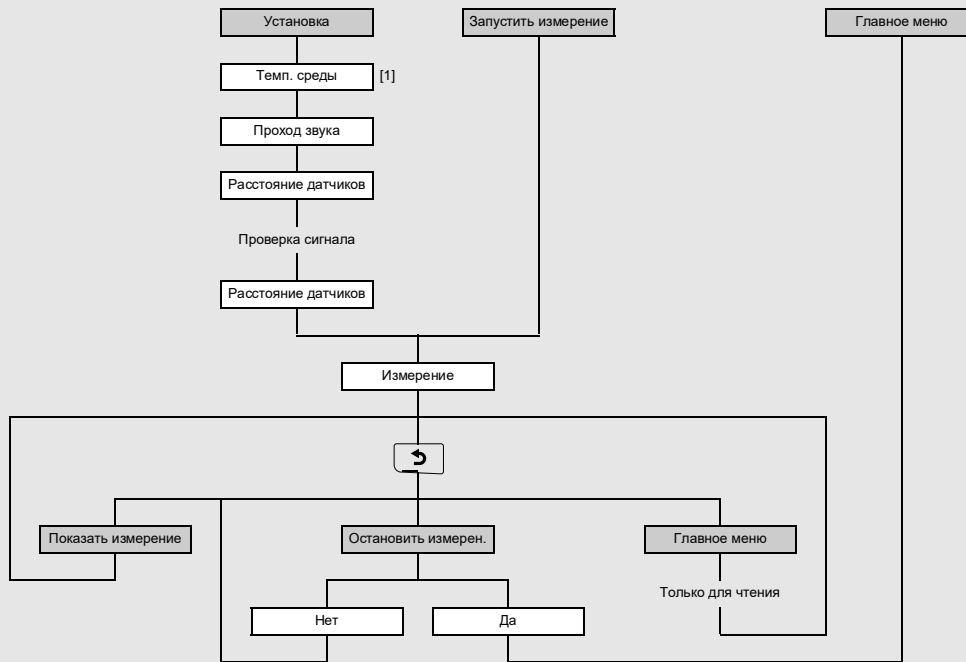 Установка
Запустить измерение
Главное меню
Темп. среды
[1]
Проход звука
Расстояние датчиков
Проверка сигнала
Расстояние датчиков
Измерение
Показать измерение
Остановить измерен.
Главное меню
Только для чтения
Нет
Да